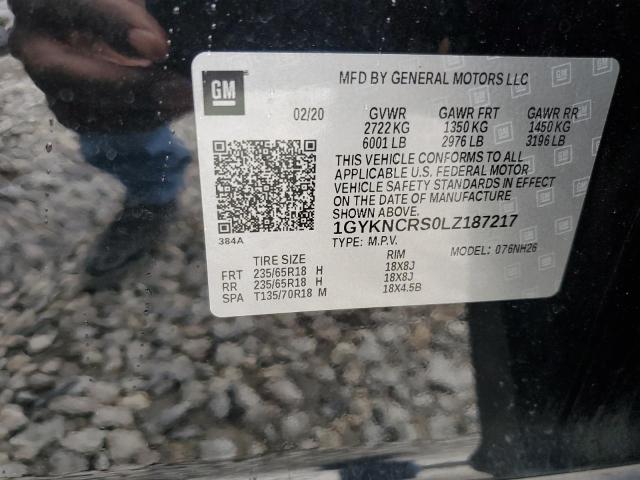 GM
MFD BY GENERAL MOTORS LLC
02/20 GVWR GAWR FRT GAWR RR
2722 KG 1350 KG 1450 KG
6001 LB 2976 LB 3196 LB
THIS VEHICLE CONFORMS TO ALL
APPLICABLE U.S. FEDERAL MOTOR
VEHICLE SAFETY STANDARDS IN EFFECT
ON THE DATE OF MANUFACTURE
SHOWN ABOVE.
1GYKNCRS0LZ187217
384A
TYPE: M.P.V. MODEL: 076NH26
TIRE SIZE RIM
FRT 235/65R18 H 18X8J
RR 235/65R18 H 18X8J
SPA T135/70R18 M 18X4.5B